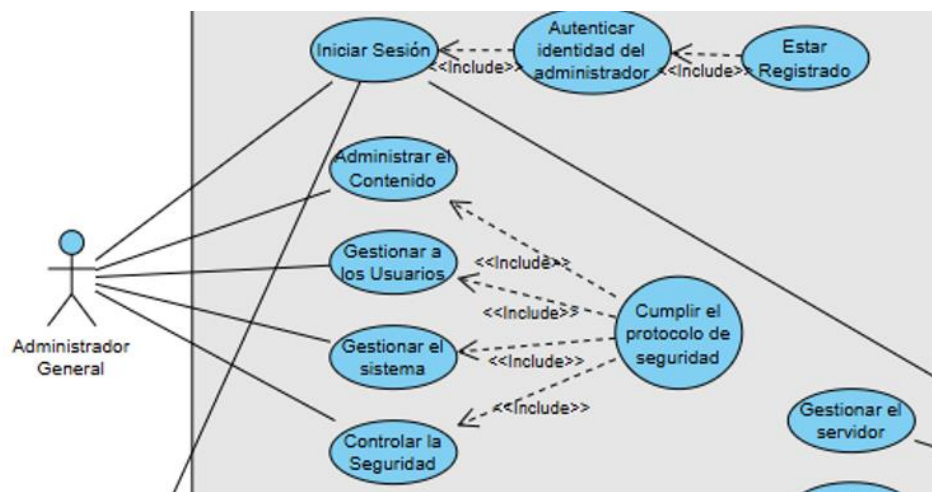 Iniciar Sesión
<<Include>>
Autenticar
identidad del
administrador
<<Include>>
Estar
Registrado
Administrar el
Contenido
Gestionar a
los Usuarios
<<Include>>
<<Include>>
Cumplir el
protocolo de
seguridad
Administrador
General
Gestionar el
sistema
<<Include>>
<<Include>>
Controlar la
Seguridad
Gestionar el
servidor